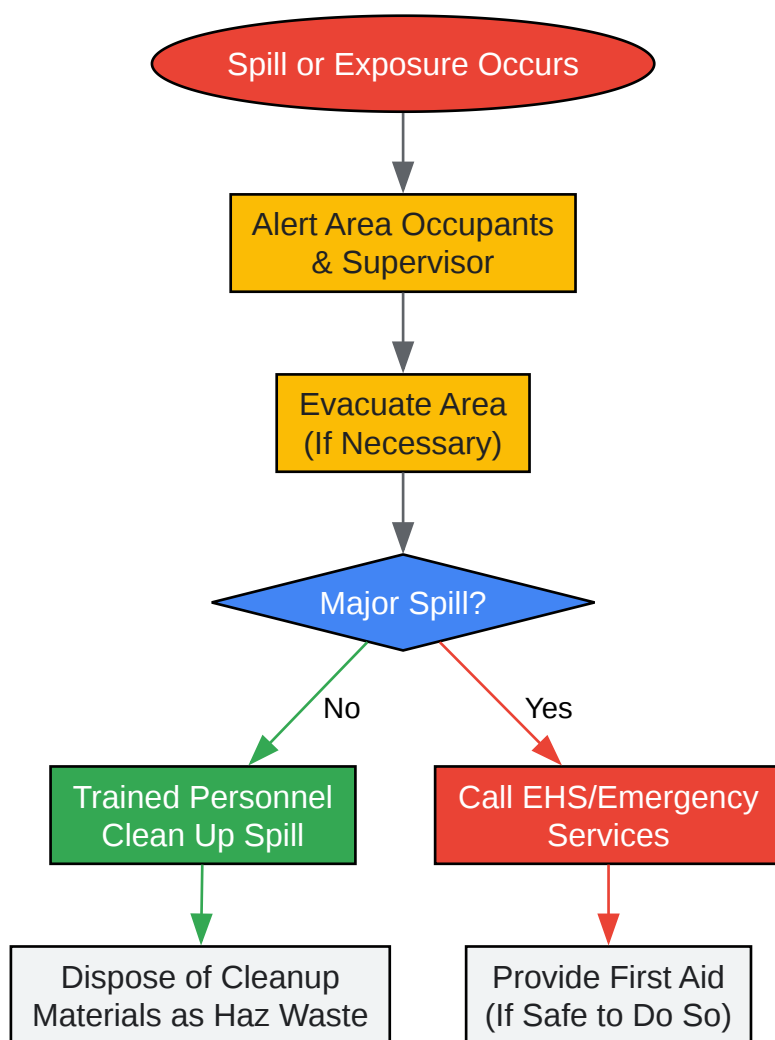 Spill or Exposure Occurs
Alert Area Occupants
& Supervisor
Evacuate Area
(If Necessary)
Major Spill?
No
Yes
Trained Personnel
Clean Up Spill
Call EHS/Emergency
Services
Dispose of Cleanup
Materials as Haz Waste
Provide First Aid
(If Safe to Do So)